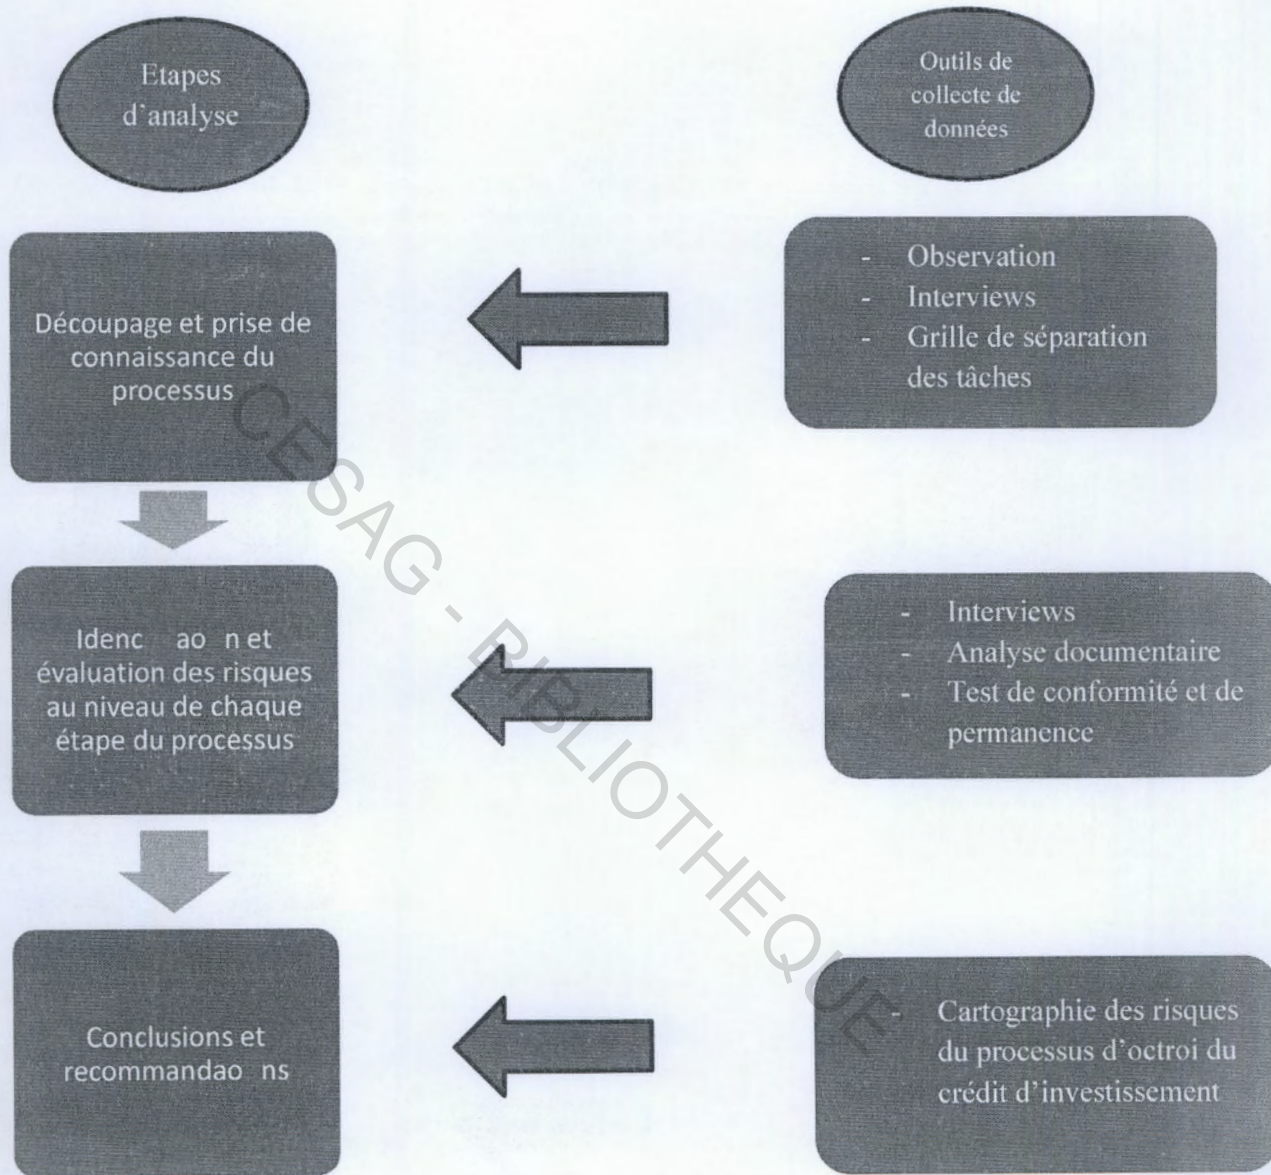 Etapes
d'analyse
Outils de
collecte de
données
Découpage et prise de
connaissance du
processus
- Observation
- Interviews
- Grille de séparation
des tâches
Idenc ao n et
évaluation des risques
au niveau de chaque
étape du processus
- Interviews
- Analyse documentaire
- Test de conformité et de
permanence
Conclusions et
recommandao ns
- Cartographie des risques
du processus d'octroi du
crédit d'investissement
CESAG - BIBLIOTHEQUE